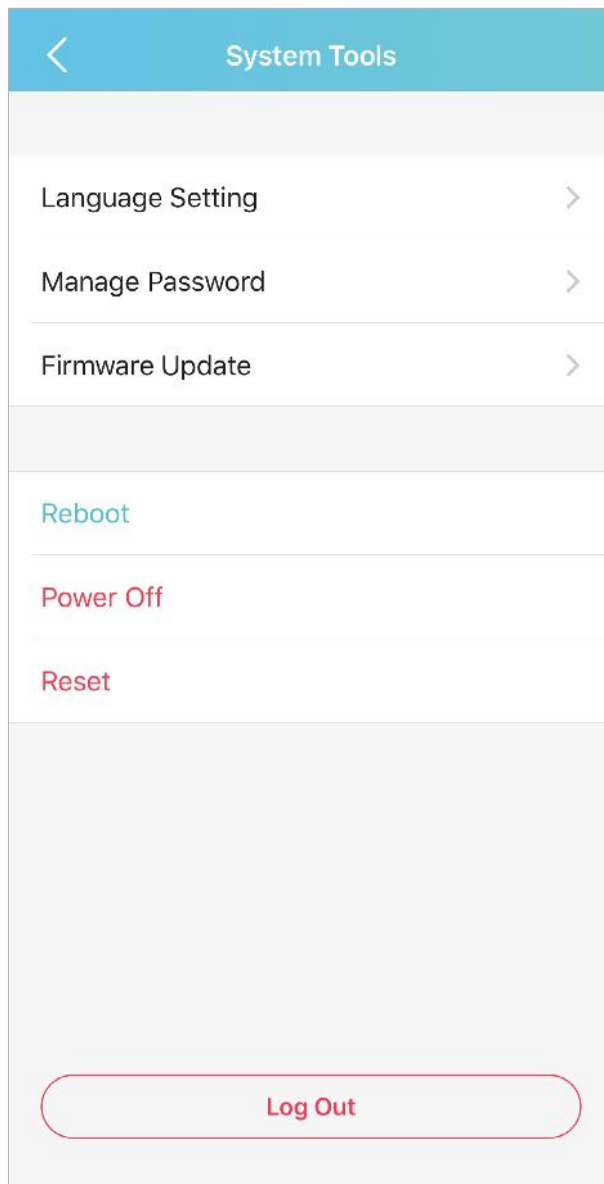 System Tools
Language Setting
Manage Password
Firmware Update
Reboot
Power Off
Reset
Log Out